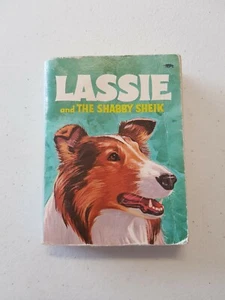 LASSIE
and THE SHABBY SHEIK